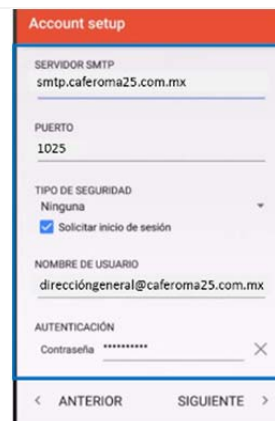 Account setup
SERVIDOR SMTP
smtp.caferoma25.com.mx
PUERTO
1025
TIPO DE SEGURIDAD
Ninguna
Solicitar inicio de sesión
NOMBRE DE USUARIO
direccióngeneral@caferoma25.com.mx
AUTENTICACIÓN
Contraseña **********
< ANTERIOR SIGUIENTE >